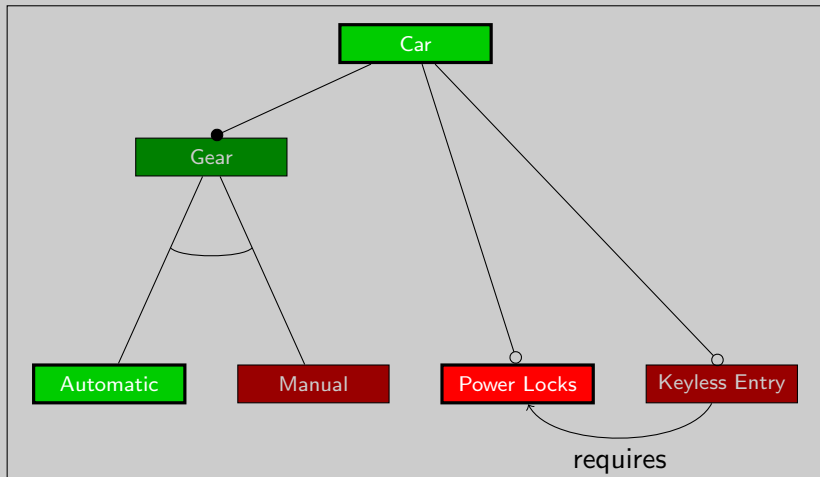 Car
Gear
Automatic
Manual
Power Locks
Keyless Entry
requires